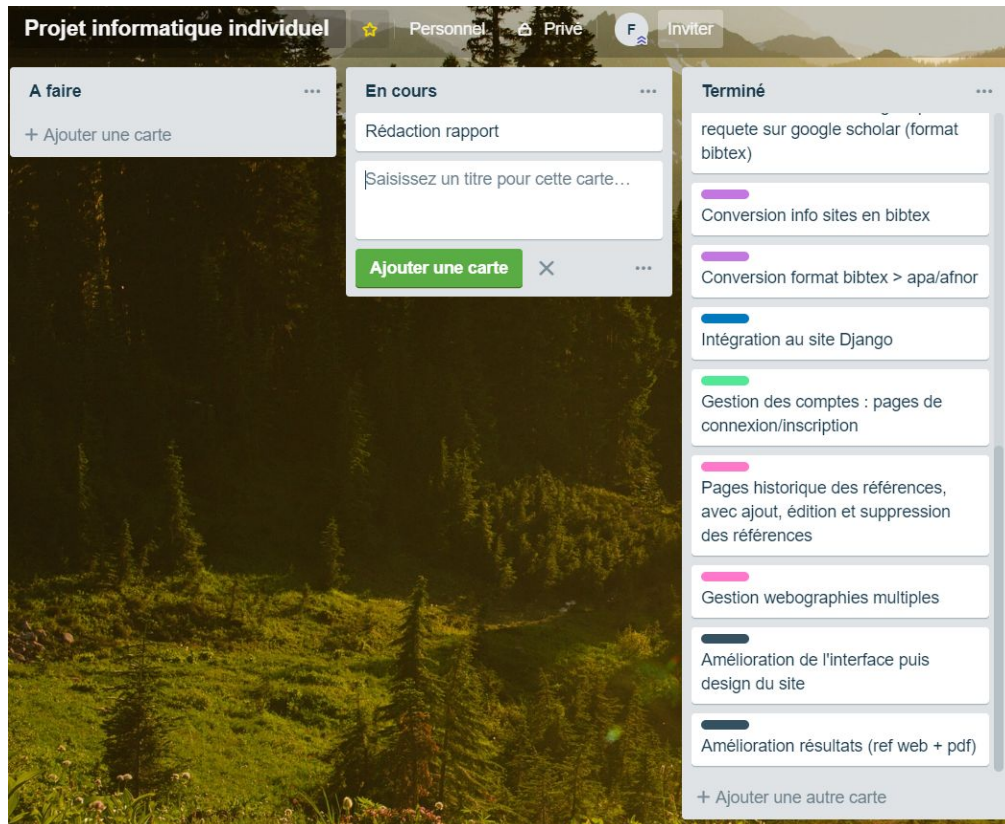 Projet informatique individuel
Personnel
Privé
F
Inviter
A faire
+ Ajouter une carte
En cours
Rédaction rapport
Saisissez un titre pour cette carte…
Ajouter une carte
Terminé
requete sur google scholar (format
bibtex)
Conversion info sites en bibtex
Conversion format bibtex > apa/afnor
Intégration au site Django
Gestion des comptes : pages de
connexion/inscription
Pages historique des références,
avec ajout, édition et suppression
des références
Gestion webographies multiples
Amélioration de l'interface puis
design du site
Amélioration résultats (ref web + pdf)
+ Ajouter une autre carte